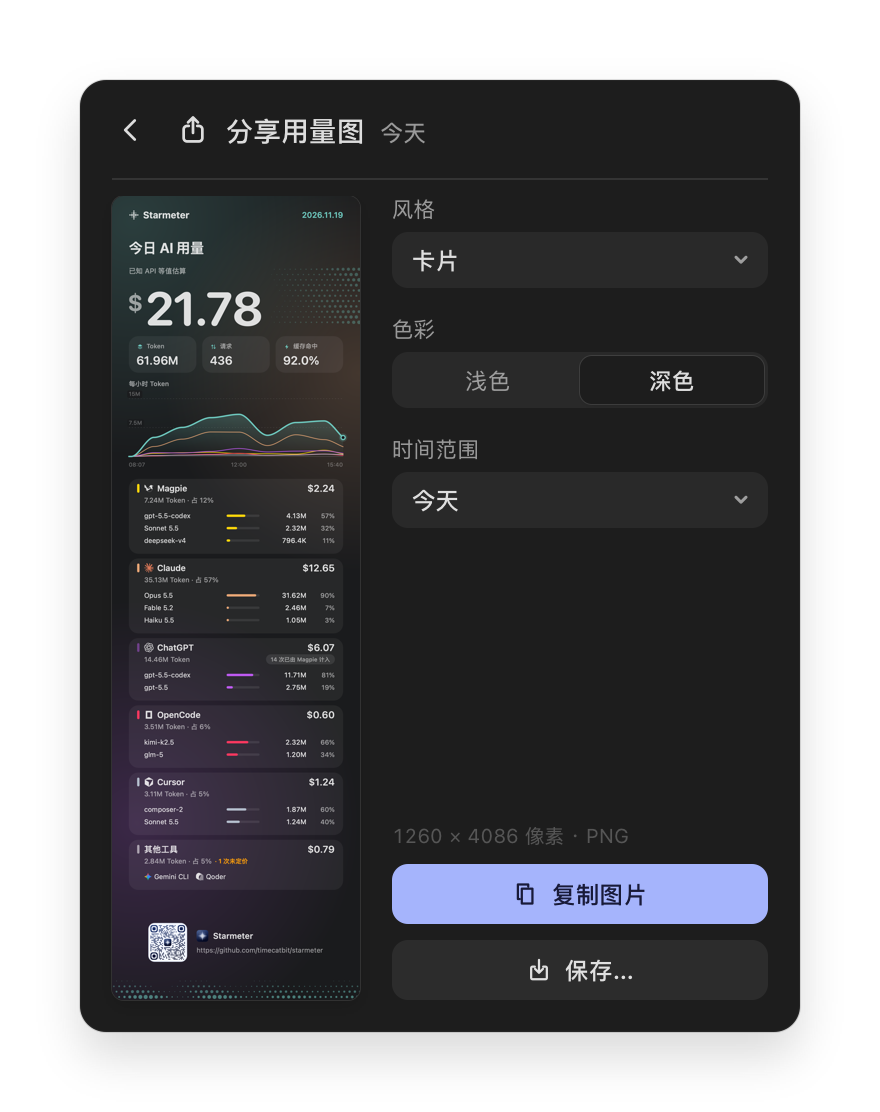 分享用量图 今天
Starmeter 2026.11.19
今日 AI 用量
已知 API 等值估算
$21.78
Token 请求 缓存命中
61.96M 436 92.0%
每小时 Token
15M
7.5M
08:07 12:00 15:40
Magpie $2.24
7.24M Token · 占 12%
gpt-5.5-codex 4.13M 57%
Sonnet 5.5 2.32M 32%
deepseek-v4 796.4K 11%
Claude $12.65
35.13M Token · 占 57%
Opus 5.5 31.62M 90%
Fable 5.2 2.46M 7%
Haiku 5.5 1.05M 3%
ChatGPT $6.07
14.46M Token 14 次已由 Magpie 计入
gpt-5.5-codex 11.71M 81%
gpt-5.5 2.75M 19%
OpenCode $0.60
3.51M Token · 占 6%
kimi-k2.5 2.32M 66%
glm-5 1.20M 34%
Cursor $1.24
3.11M Token · 占 5%
composer-2 1.87M 60%
Sonnet 5.5 1.24M 40%
其他工具 $0.79
2.84M Token · 占 5% · 1 次未定价
Gemini CLI Qoder
Starmeter
https://github.com/timecatbit/starmeter
风格
卡片
色彩
浅色 深色
时间范围
今天
1260 × 4086 像素 · PNG
复制图片
保存...